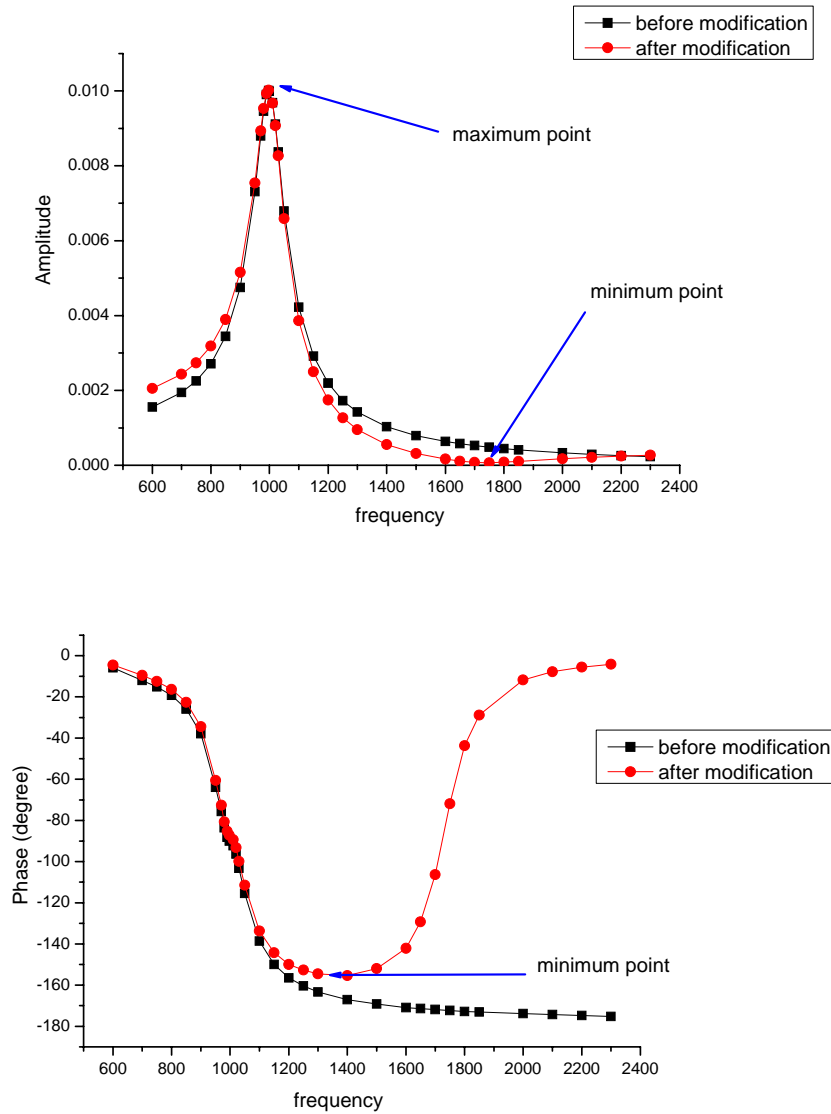 before modification
after modification
maximum point
minimum point
Amplitude
0.010
0.008
0.006
0.004
0.002
0.000
600 800 1000 1200 1400 1600 1800 2000 2200 2400
frequency
before modification
after modification
minimum point
Phase (degree)
0
-20
-40
-60
-80
-100
-120
-140
-160
-180
600 800 1000 1200 1400 1600 1800 2000 2200 2400
frequency